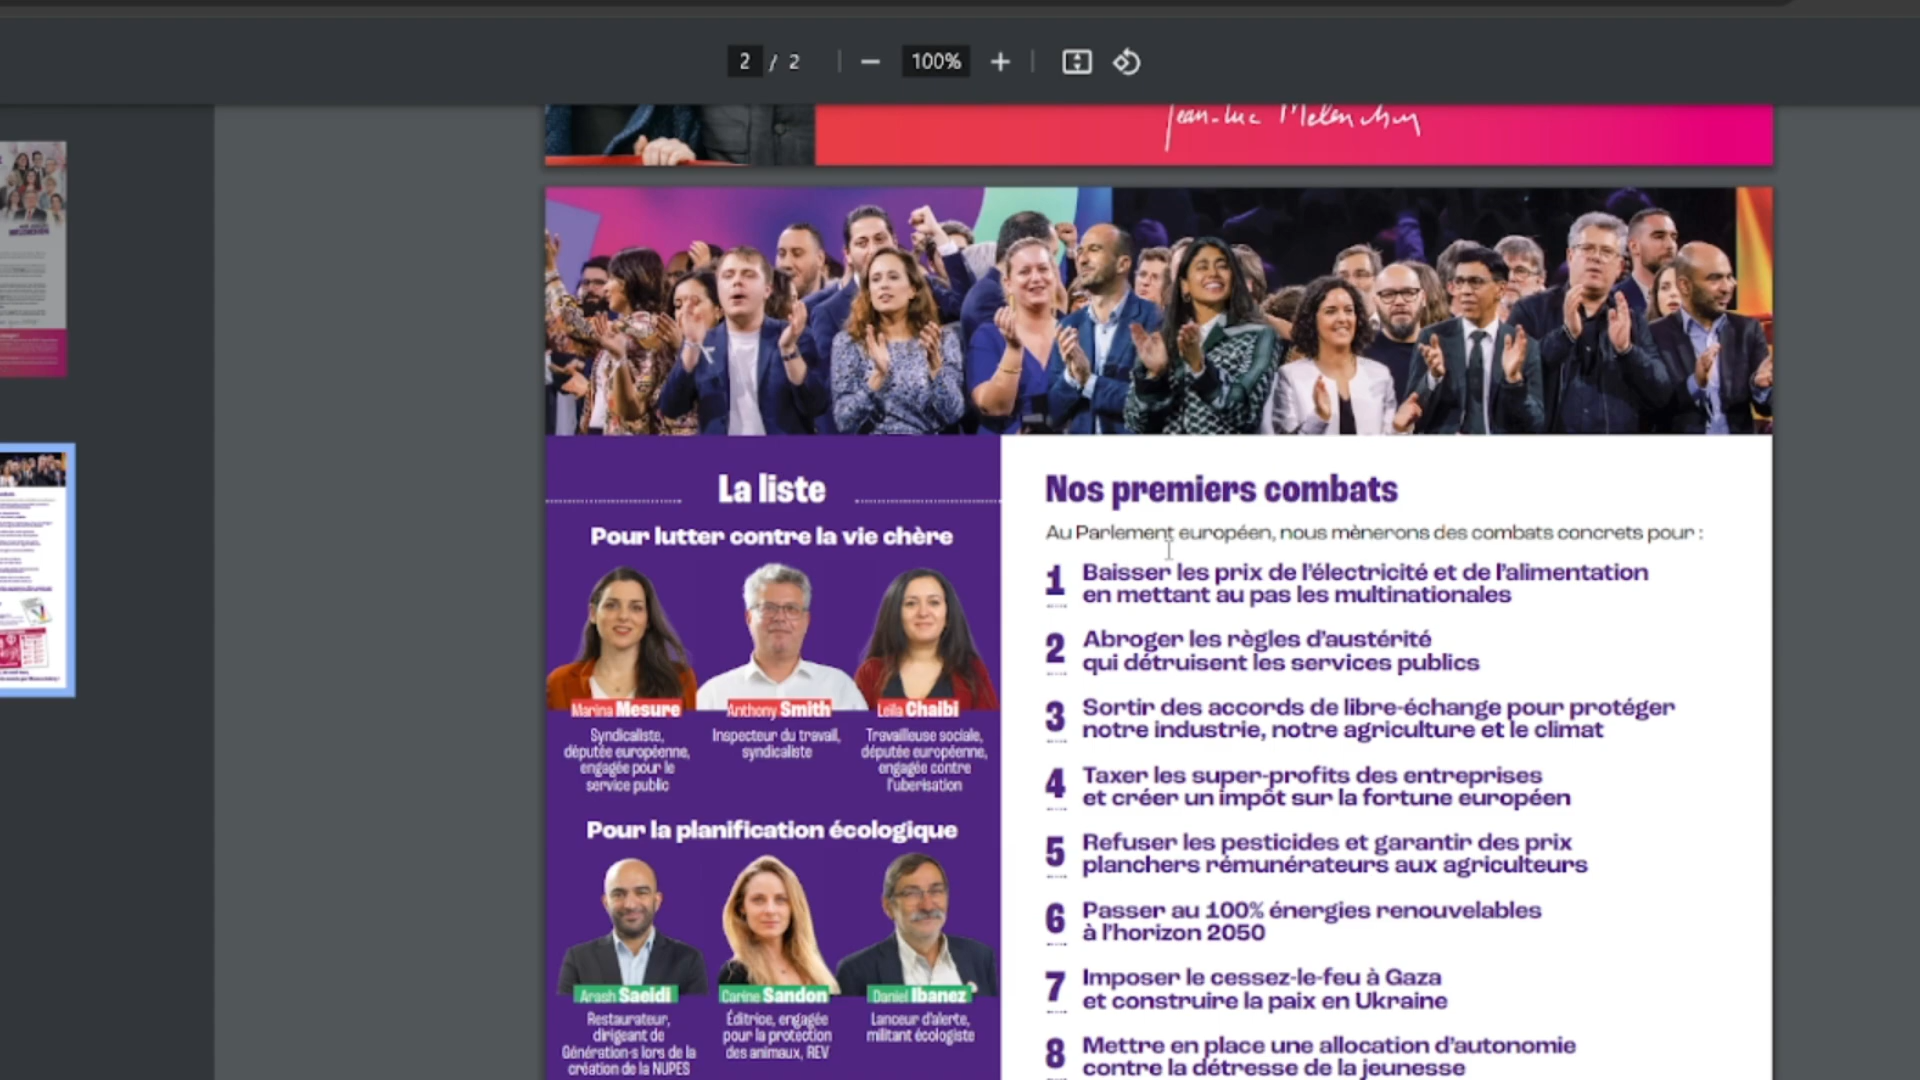 2 / 2
100%
Jean-Luc Mélenchon
La liste
Pour lutter contre la vie chère
Marina Mesure
Syndicaliste,
députée européenne,
engagée pour le
service public
Anthony Smith
Inspecteur du travail,
syndicaliste
Leïla Chaibi
Travailleuse sociale,
députée européenne,
engagée contre
l'uberisation
Pour la planification écologique
Arash Saeidi
Restaurateur,
dirigeant de
Génération·s lors de la
création de la NUPES
Carine Sandon
Éditrice, engagée
pour la protection
des animaux, REV
Daniel Ibanez
Lanceur d'alerte,
militant écologiste
Nos premiers combats
Au Parlement européen, nous mènerons des combats concrets pour :
1 Baisser les prix de l'électricité et de l'alimentation
en mettant au pas les multinationales
2 Abroger les règles d'austérité
qui détruisent les services publics
3 Sortir des accords de libre-échange pour protéger
notre industrie, notre agriculture et le climat
4 Taxer les super-profits des entreprises
et créer un impôt sur la fortune européen
5 Refuser les pesticides et garantir des prix
planchers rémunérateurs aux agriculteurs
6 Passer au 100% énergies renouvelables
à l'horizon 2050
7 Imposer le cessez-le-feu à Gaza
et construire la paix en Ukraine
8 Mettre en place une allocation d'autonomie
contre la détresse de la jeunesse